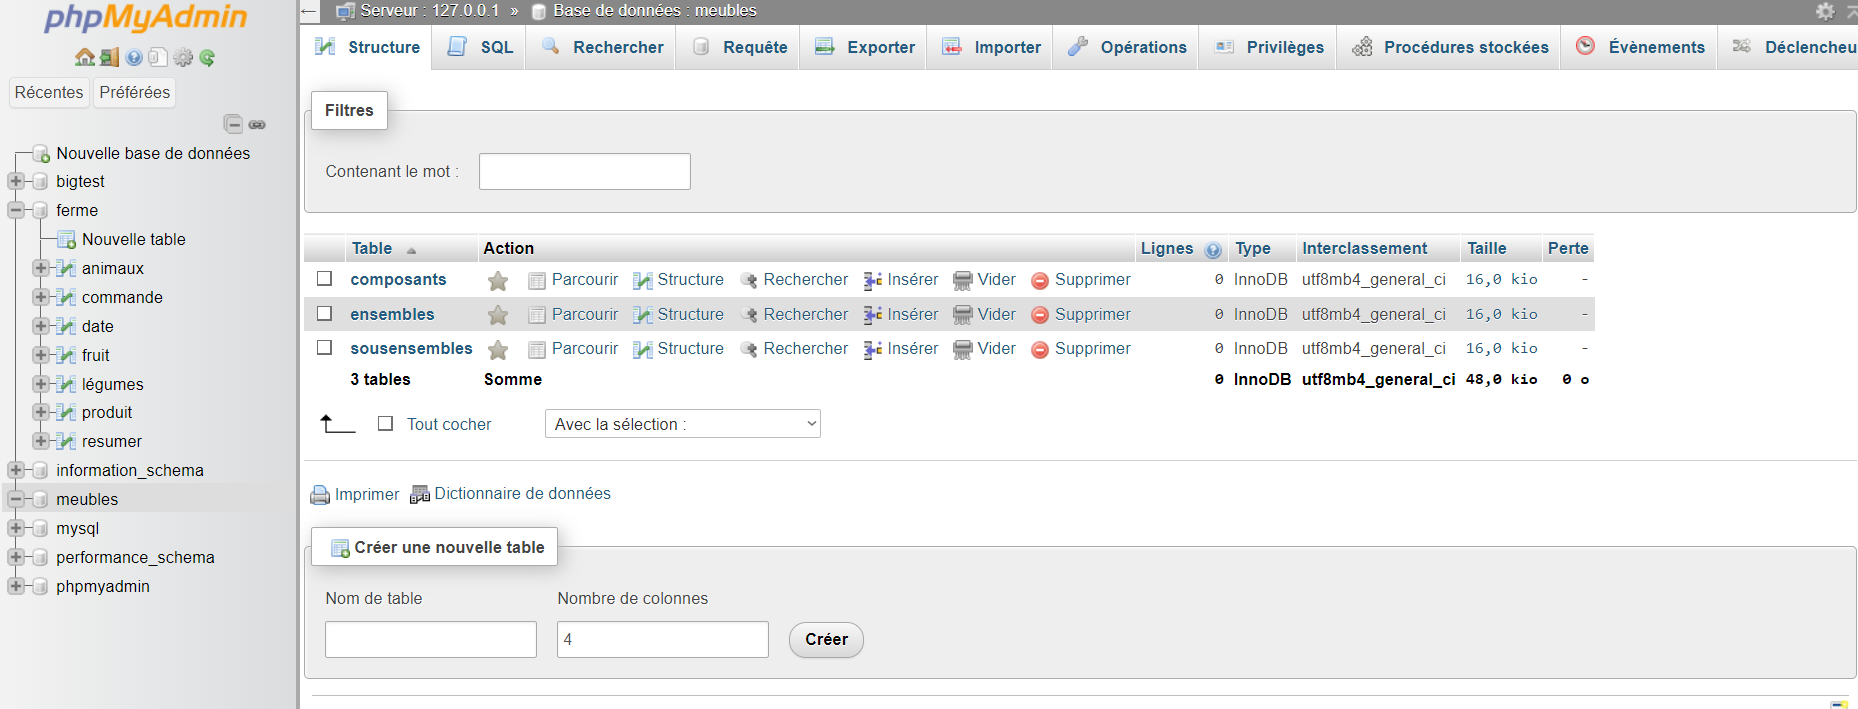 phpMyAdmin
Récentes Préférées
Nouvelle base de données
bigtest
ferme
Nouvelle table
animaux
commande
date
fruit
légumes
produit
resumer
information_schema
meubles
mysql
performance_schema
phpmyadmin
Serveur : 127.0.0.1 » Base de données : meubles
Structure SQL Rechercher Requête Exporter Importer Opérations Privilèges Procédures stockées Évènements Déclencheu
Filtres
Contenant le mot :
Table Action Lignes Type Interclassement Taille Perte
composants Parcourir Structure Rechercher Insérer Vider Supprimer 0 InnoDB utf8mb4_general_ci 16,0 kio -
ensembles Parcourir Structure Rechercher Insérer Vider Supprimer 0 InnoDB utf8mb4_general_ci 16,0 kio -
sousensembles Parcourir Structure Rechercher Insérer Vider Supprimer 0 InnoDB utf8mb4_general_ci 16,0 kio -
3 tables Somme 0 InnoDB utf8mb4_general_ci 48,0 kio 0 o
Tout cocher Avec la sélection :
Imprimer Dictionnaire de données
Créer une nouvelle table
Nom de table Nombre de colonnes
4 Créer